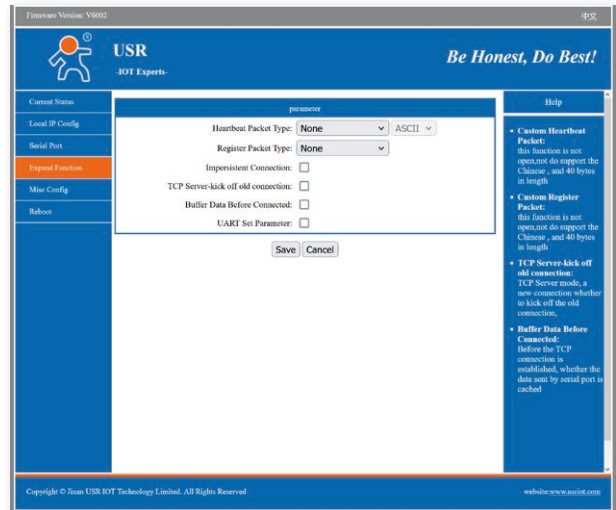 Firmware Version: V6002
中文
USR
-IOT Experts-
Be Honest, Do Best!
Current Status
Local IP Config
Serial Port
Expand Function
Misc Config
Reboot
parameter
Heartbeat Packet Type: None ASCII
Register Packet Type: None
Impersistent Connection:
TCP Server-kick off old connection:
Buffer Data Before Connected:
UART Set Parameter:
Save Cancel
Help
• Custom Heartbeat
Packet:
this function is not
open,not do support the
Chinese , and 40 bytes
in length
• Custom Register
Packet:
this function is not
open,not do support the
Chinese , and 40 bytes
in length
• TCP Server-kick off
old connection:
TCP Server mode, a
new connection whether
to kick off the old
connection,
• Buffer Data Before
Connected:
Before the TCP
connection is
established, whether the
data sent by serial port is
cached
Copyright © Jinan USR IOT Technology Limited. All Rights Reserved
website:www.usriot.com